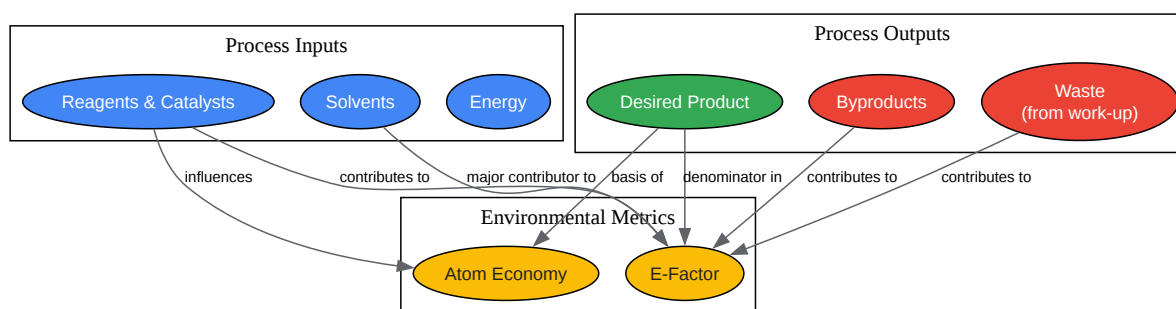 Process Inputs
Process Outputs
Reagents & Catalysts
Solvents
Energy
Desired Product
Byproducts
Waste
(from work-up)
influences
contributes to
major contributor to
basis of
denominator in
contributes to
contributes to
Environmental Metrics
Atom Economy
E-Factor